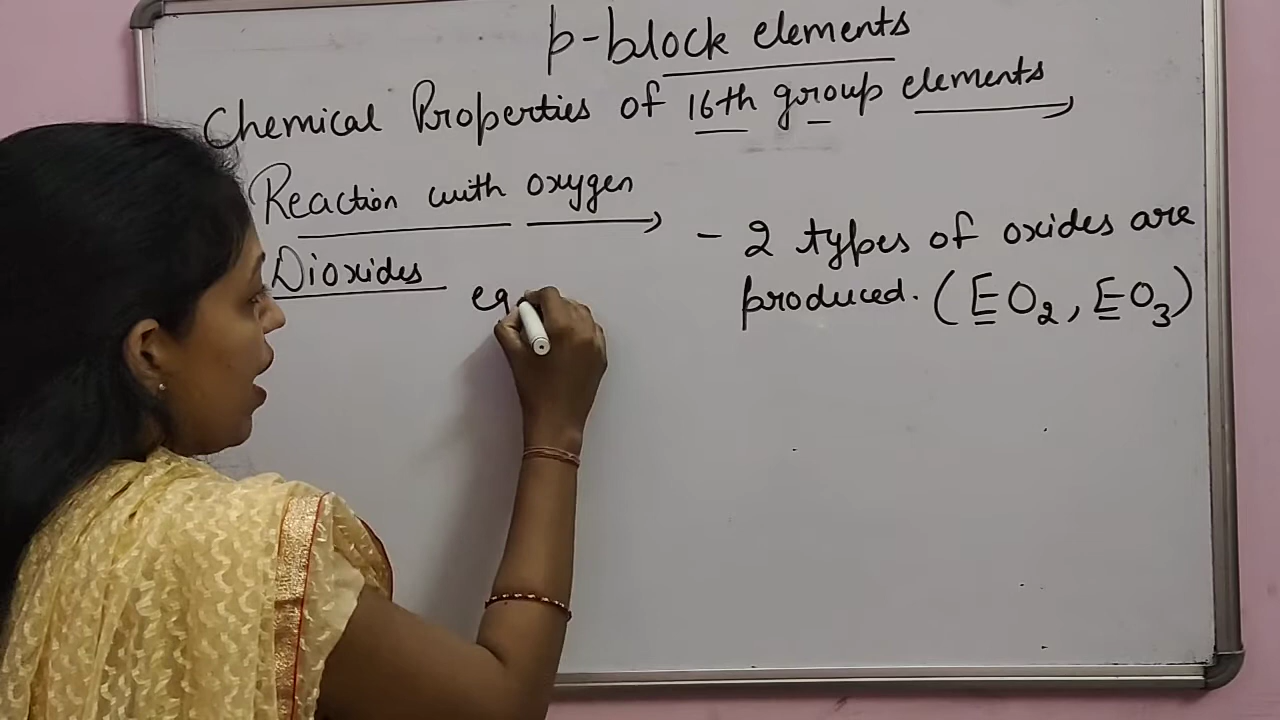 p-block elements
Chemical Properties of 16th group elements
Reaction with oxygen
- 2 types of oxides are
produced. (EO₂, EO₃)
Dioxides
eg